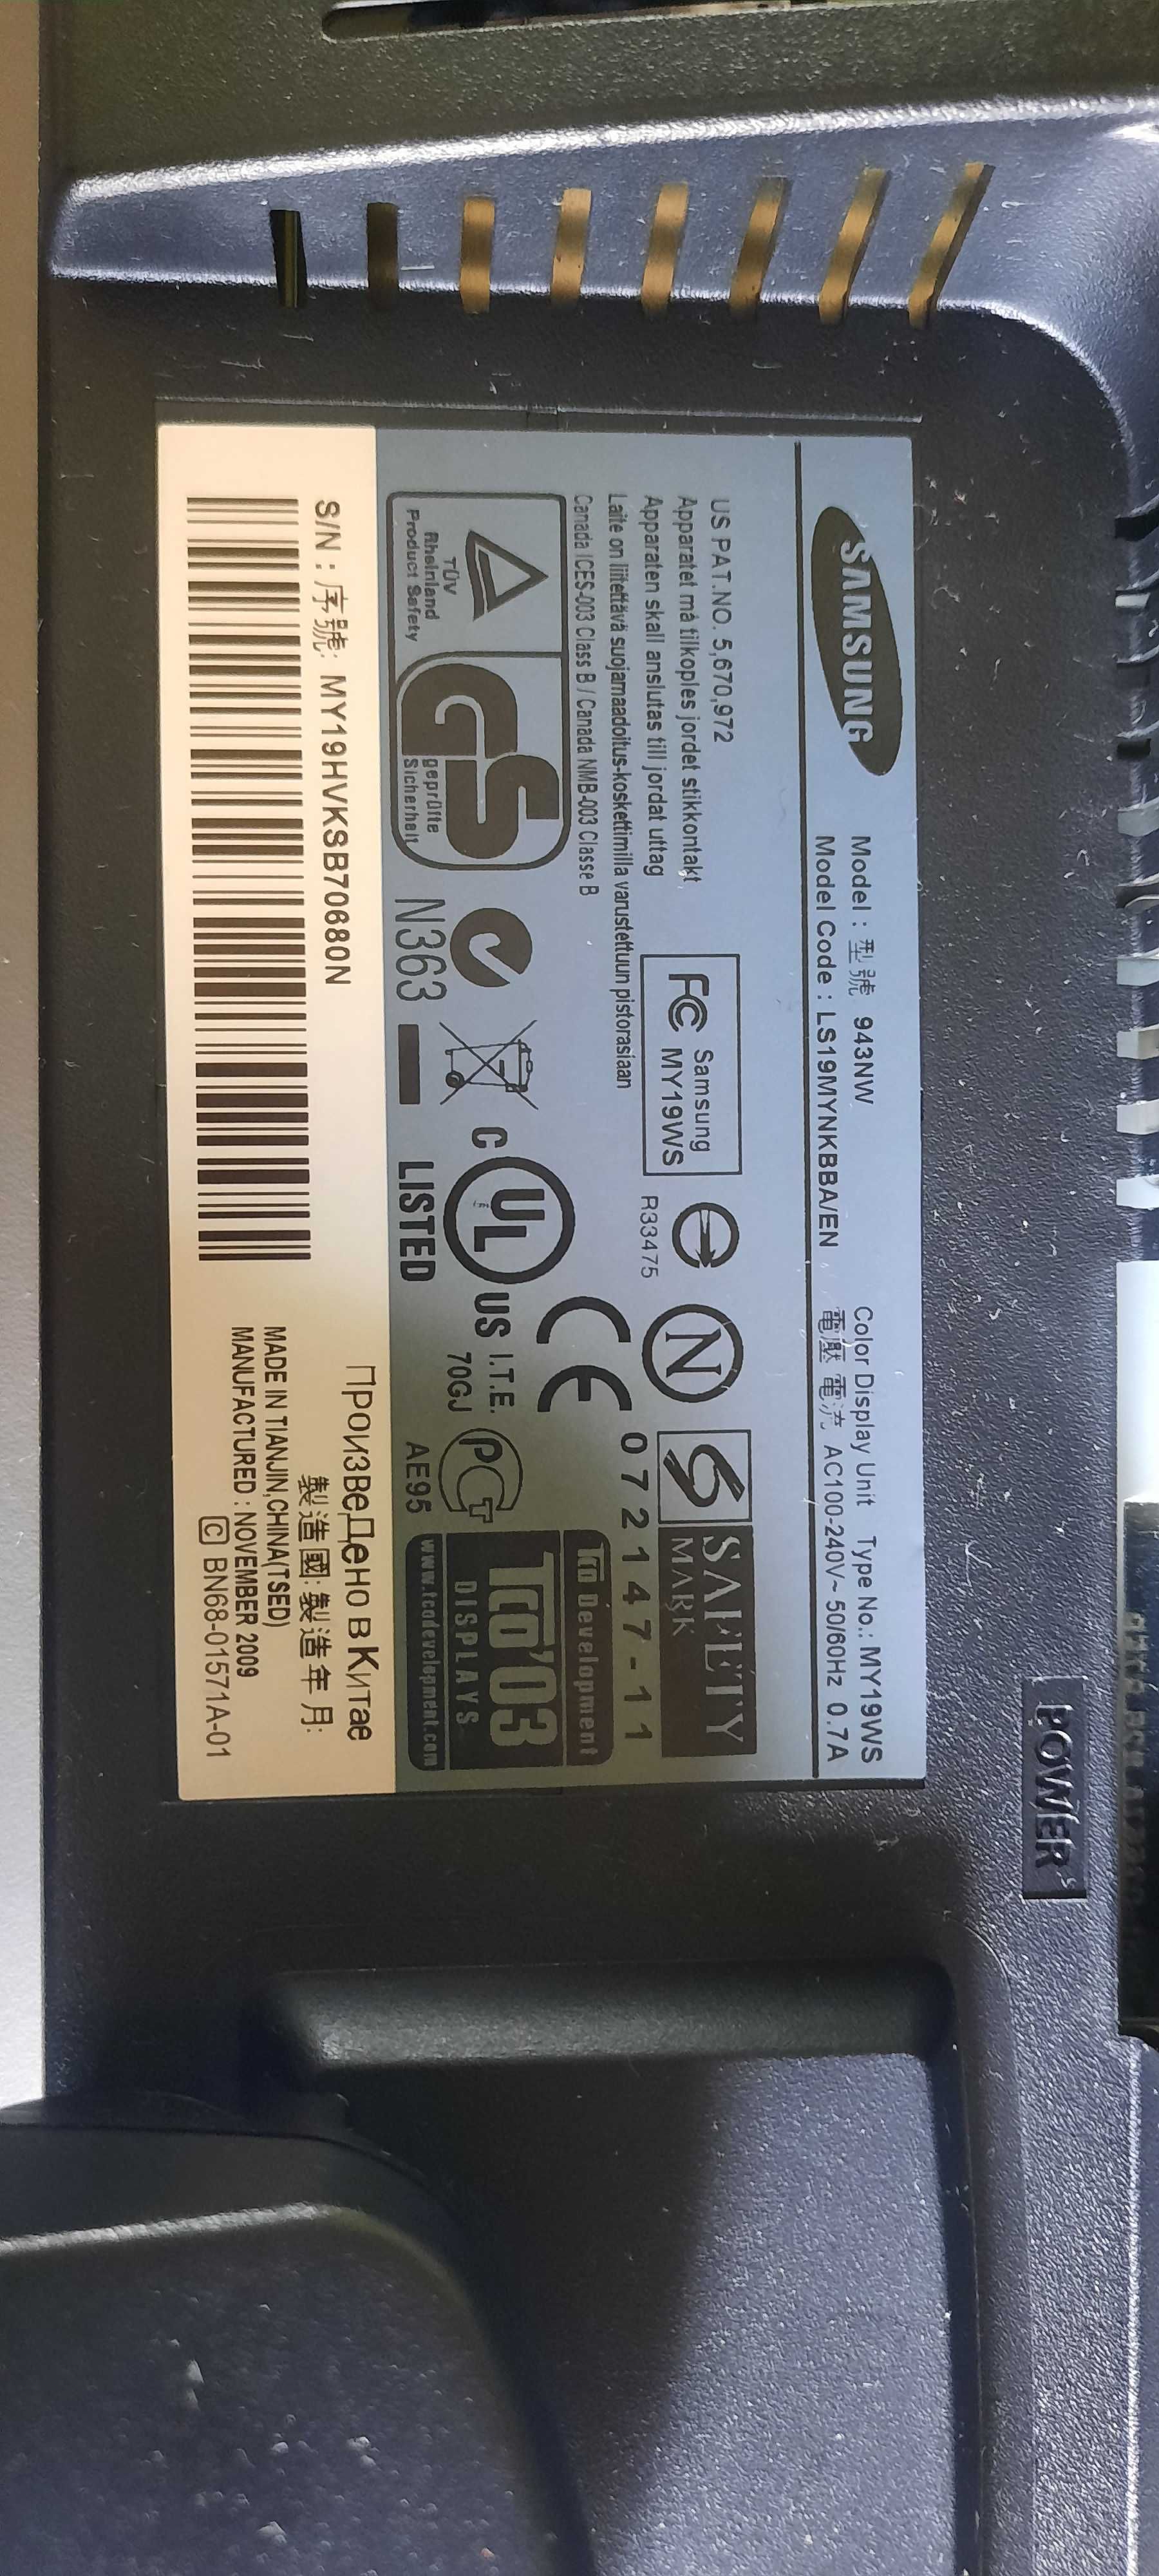 SAMSUNG
Model : 型號 943NW
Model Code : LS19MYNKBBA/EN
Color Display Unit Type No.: MY19WS
電壓 電流 AC100-240V~ 50/60Hz 0.7A
US PAT.NO. 5,670,972
Apparatet må tilkoples jordet stikkontakt
Apparaten skall anslutas till jordat uttag
Laite on liitettävä suojamaadoitus-koskettimilla varustettuun pistorasiaan
Canada ICES-003 Class B / Canada NMB-003 Classe B
FC Samsung
MY19WS
R33475
N
SAFETY
MARK
072147-11
TÜV
Rheinland
Product Safety
GS
geprüfte
Sicherheit
N363
C UL US
LISTED
I.T.E.
70GJ
CE
PCT
AE95
Tco Development
Tco'03
DISPLAYS
www.tcodevelopment.com
S/N : 序號: MY19HVKSB70680N
Произведено в Китае
製造國: 製造年月:
MADE IN TIANJIN,CHINA(TSED)
MANUFACTURED : NOVEMBER 2009
C BN68-01571A-01
POWER